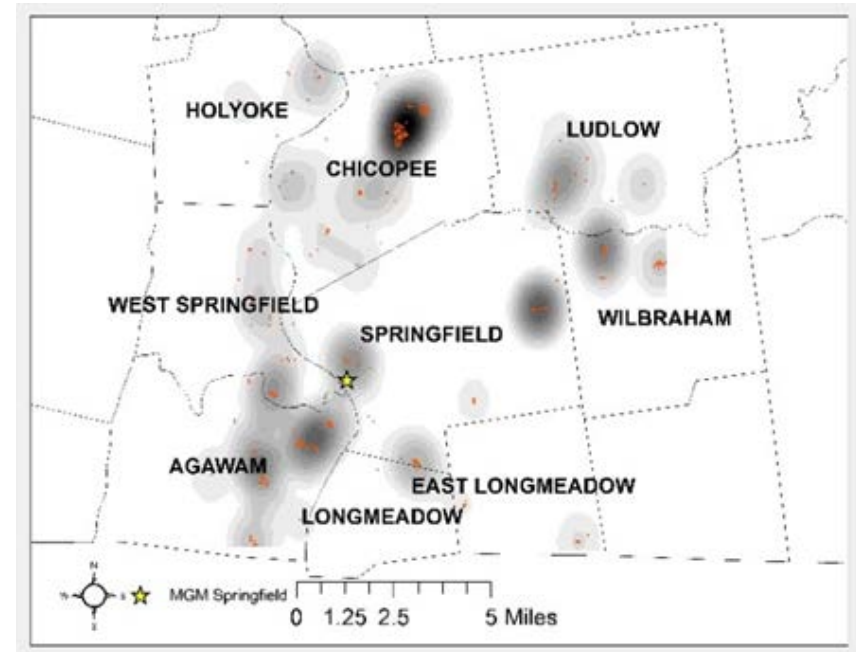 HOLYOKE
LUDLOW
CHICOPEE
WEST SPRINGFIELD
SPRINGFIELD
WILBRAHAM
AGAWAM
EAST LONGMEADOW
LONGMEADOW
N
MGM Springfield
0 1.25 2.5 5 Miles